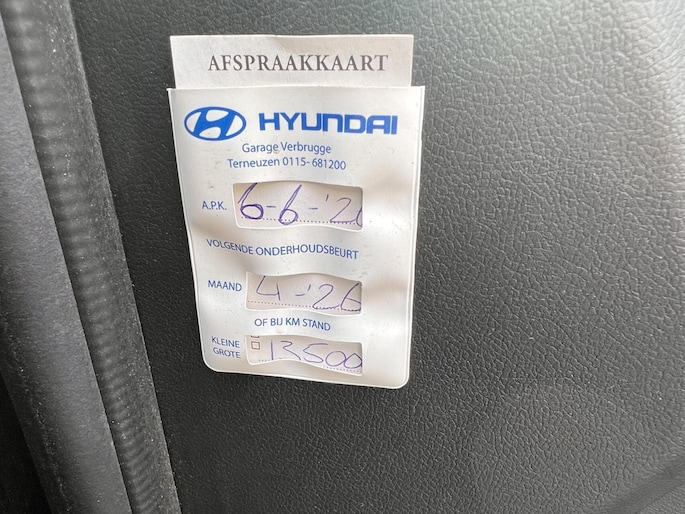 AFSPRAAKKAART
HYUNDAI
Garage Verbrugge
Terneuzen 0115-681200
A.P.K. 6-6-'2
VOLGENDE ONDERHOUDSBEURT
MAAND 4-'26
OF BIJ KM STAND
KLEINE
GROTE 13500